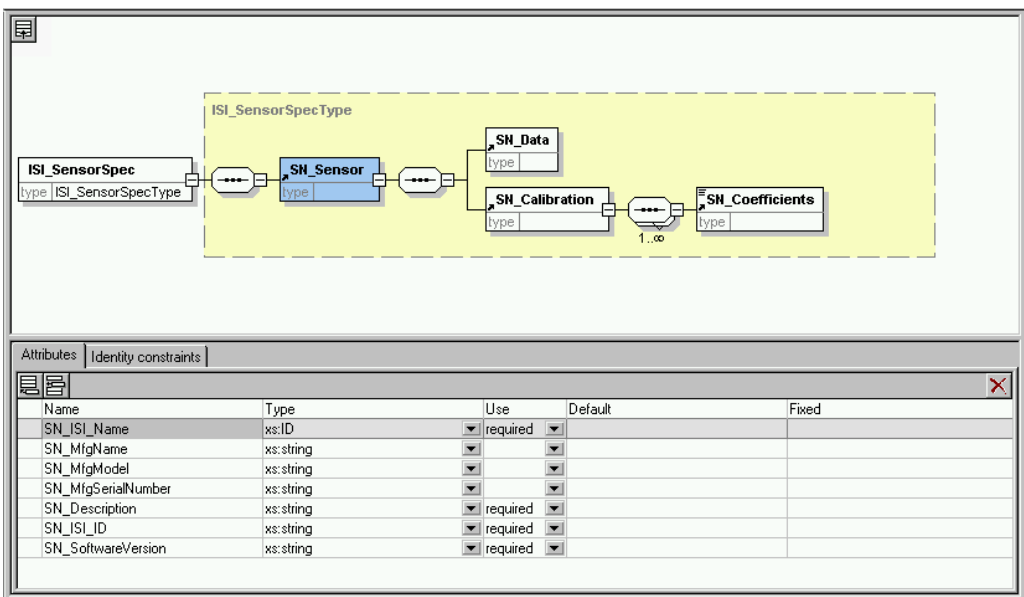 ISI_SensorSpecType
SN_Data
type
ISI_SensorSpec
type ISI_SensorSpecType
SN_Sensor
type
SN_Calibration
type
1..∞
SN_Coefficients
type
Attributes Identity constraints
Name Type Use Default Fixed
SN_ISI_Name xs:ID required
SN_MfgName xs:string
SN_MfgModel xs:string
SN_MfgSerialNumber xs:string
SN_Description xs:string required
SN_ISI_ID xs:string required
SN_SoftwareVersion xs:string required